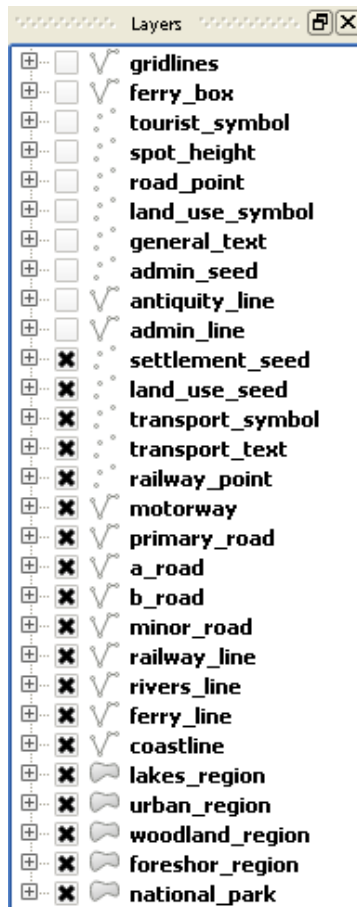 Layers
gridlines
ferry_box
tourist_symbol
spot_height
road_point
land_use_symbol
general_text
admin_seed
antiquity_line
admin_line
settlement_seed
land_use_seed
transport_symbol
transport_text
railway_point
motorway
primary_road
a_road
b_road
minor_road
railway_line
rivers_line
ferry_line
coastline
lakes_region
urban_region
woodland_region
foreshor_region
national_park